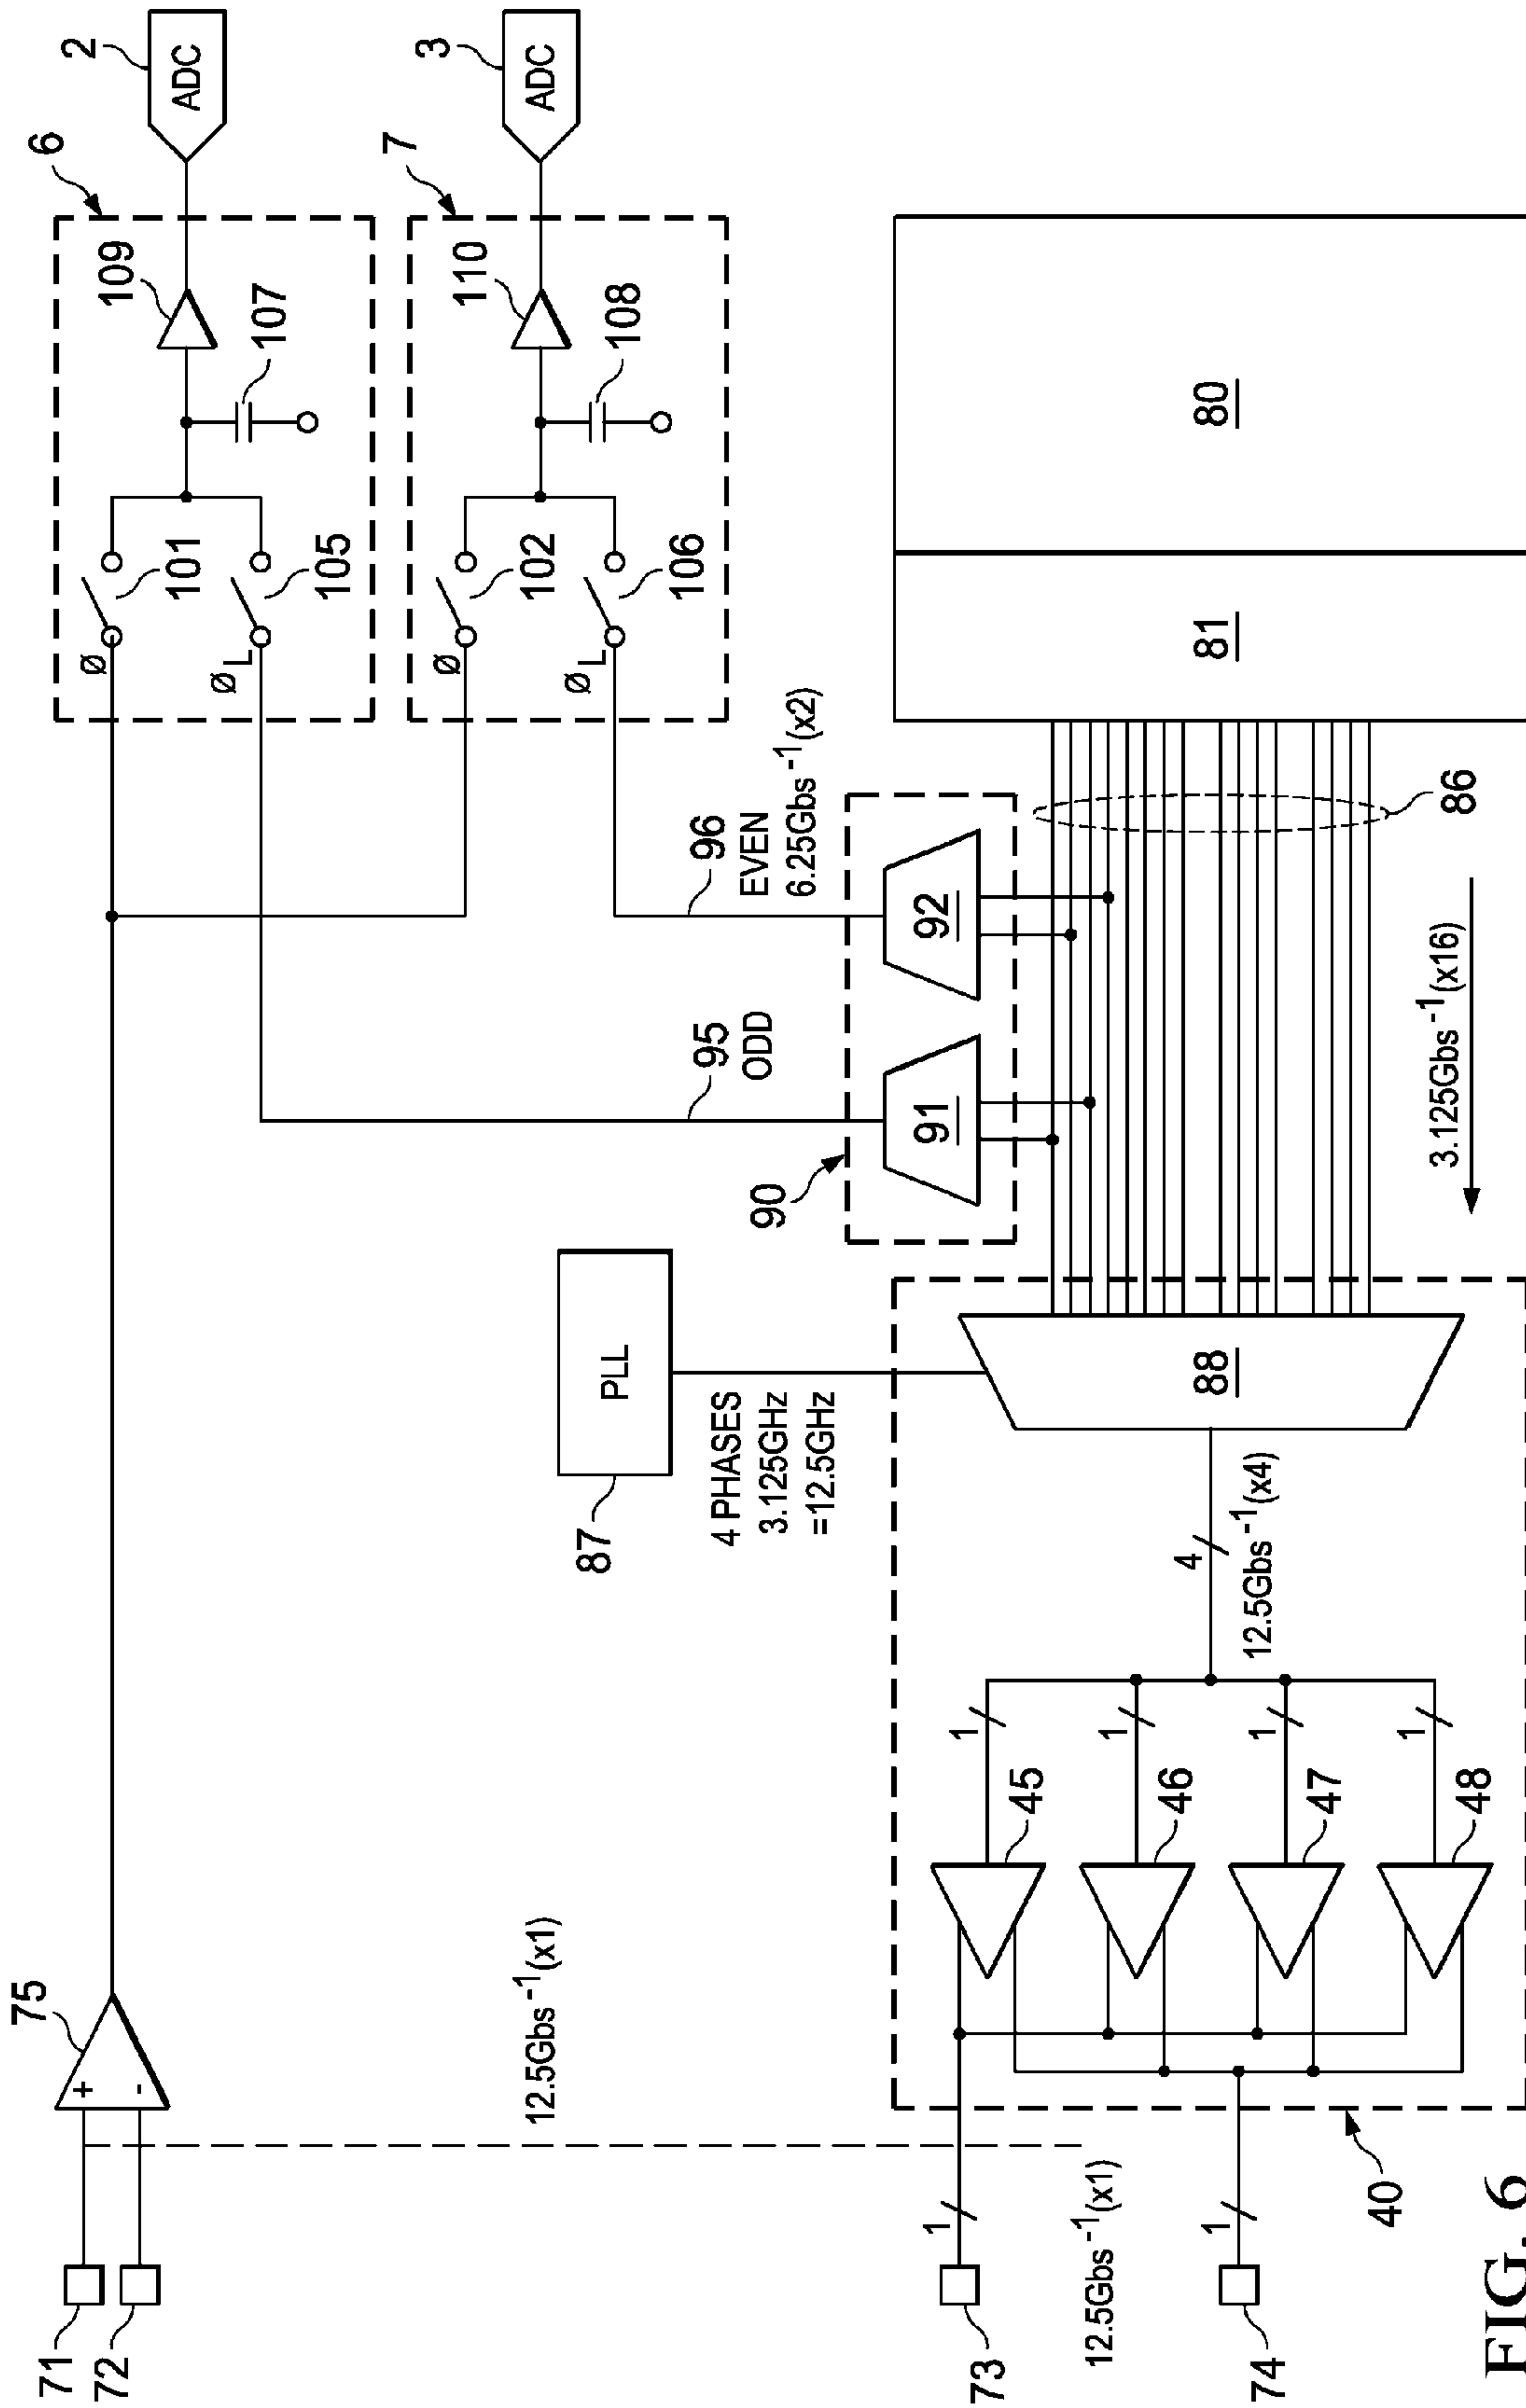 71
72
75
+
-
12.5Gbs⁻¹(x1)
6
2
ADC
109
107
Ø
101
Ø L
105
7
3
ADC
110
108
Ø
102
Ø L
106
95
ODD
96
EVEN
6.25Gbs⁻¹(x2)
90
91
92
87
PLL
4 PHASES
3.125GHz
=12.5GHz
73
1
12.5Gbs⁻¹(x1)
74
1
40
45
1
46
1
47
1
48
1
4
12.5Gbs⁻¹(x4)
88
86
3.125Gbs⁻¹(x16)
81
80
FIG. 6